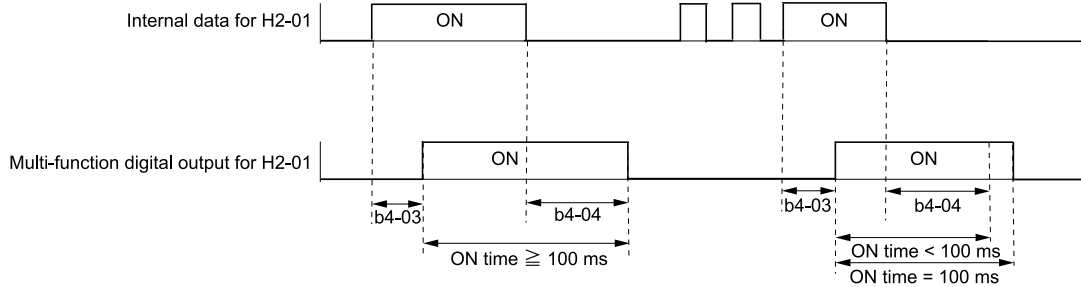 Internal data for H2-01
ON
ON
Multi-function digital output for H2-01
ON
ON
b4-03
b4-04
b4-03
b4-04
ON time ≧ 100 ms
ON time < 100 ms
ON time = 100 ms